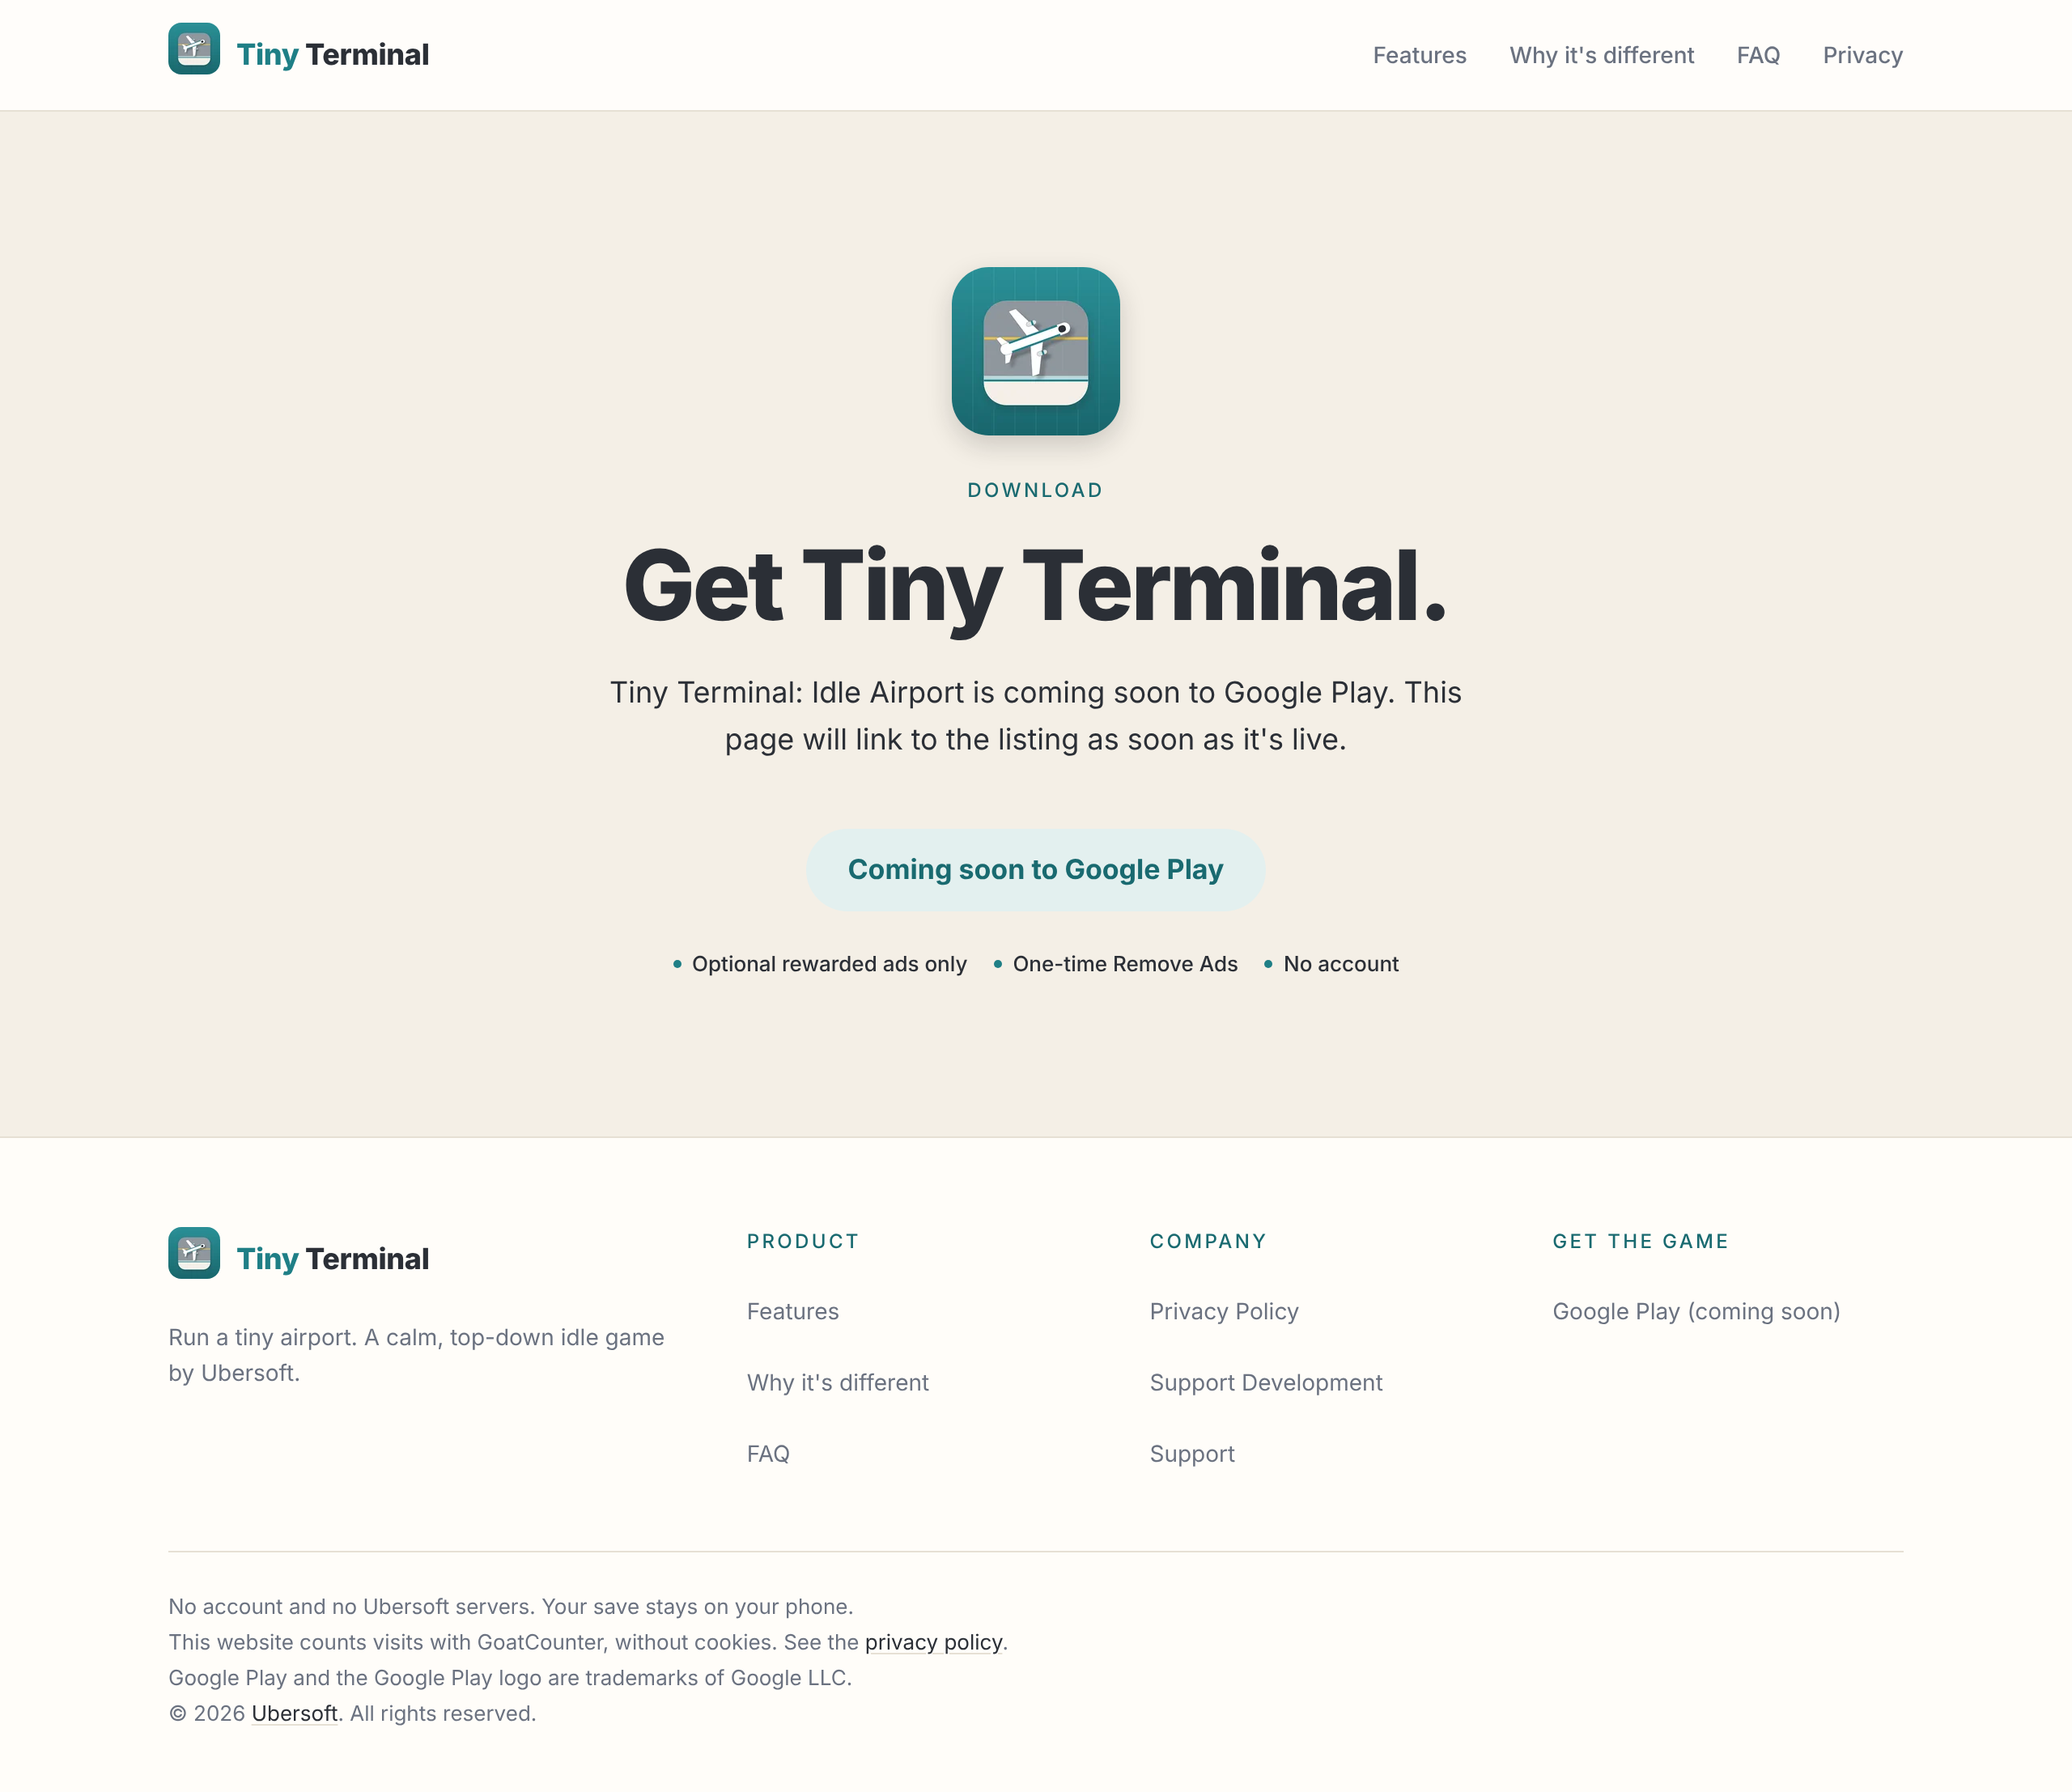 Tiny Terminal
Features
Why it's different
FAQ
Privacy
DOWNLOAD
Get Tiny Terminal.
Tiny Terminal: Idle Airport is coming soon to Google Play. This
page will link to the listing as soon as it's live.
Coming soon to Google Play
Optional rewarded ads only
One-time Remove Ads
No account
Tiny Terminal
Run a tiny airport. A calm, top-down idle game
by Ubersoft.
PRODUCT
Features
Why it's different
FAQ
COMPANY
Privacy Policy
Support Development
Support
GET THE GAME
Google Play (coming soon)
No account and no Ubersoft servers. Your save stays on your phone.
This website counts visits with GoatCounter, without cookies. See the privacy policy.
Google Play and the Google Play logo are trademarks of Google LLC.
© 2026 Ubersoft. All rights reserved.